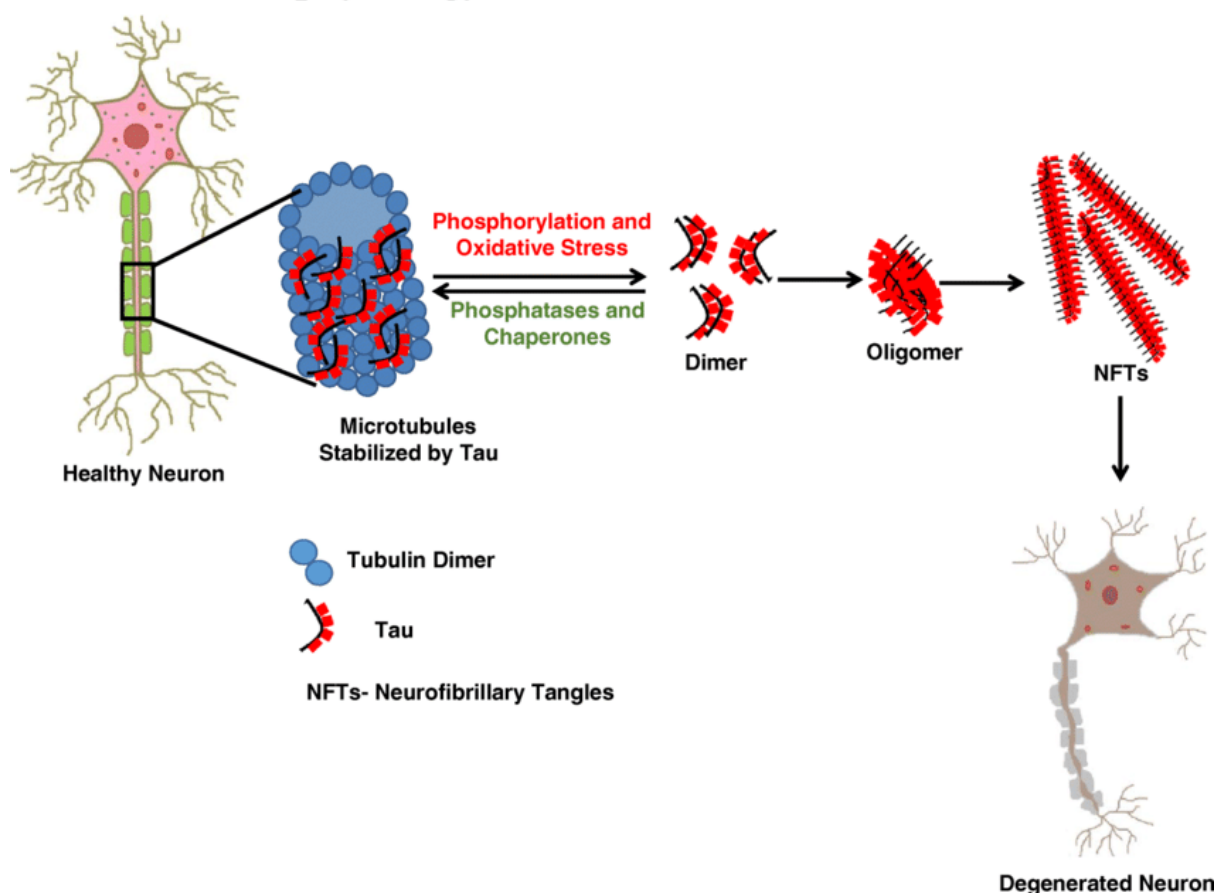 Phosphorylation and
Oxidative Stress
Phosphatases and
Chaperones
Dimer
Oligomer
NFTs
Microtubules
Stabilized by Tau
Healthy Neuron
Tubulin Dimer
Tau
NFTs- Neurofibrillary Tangles
Degenerated Neuron